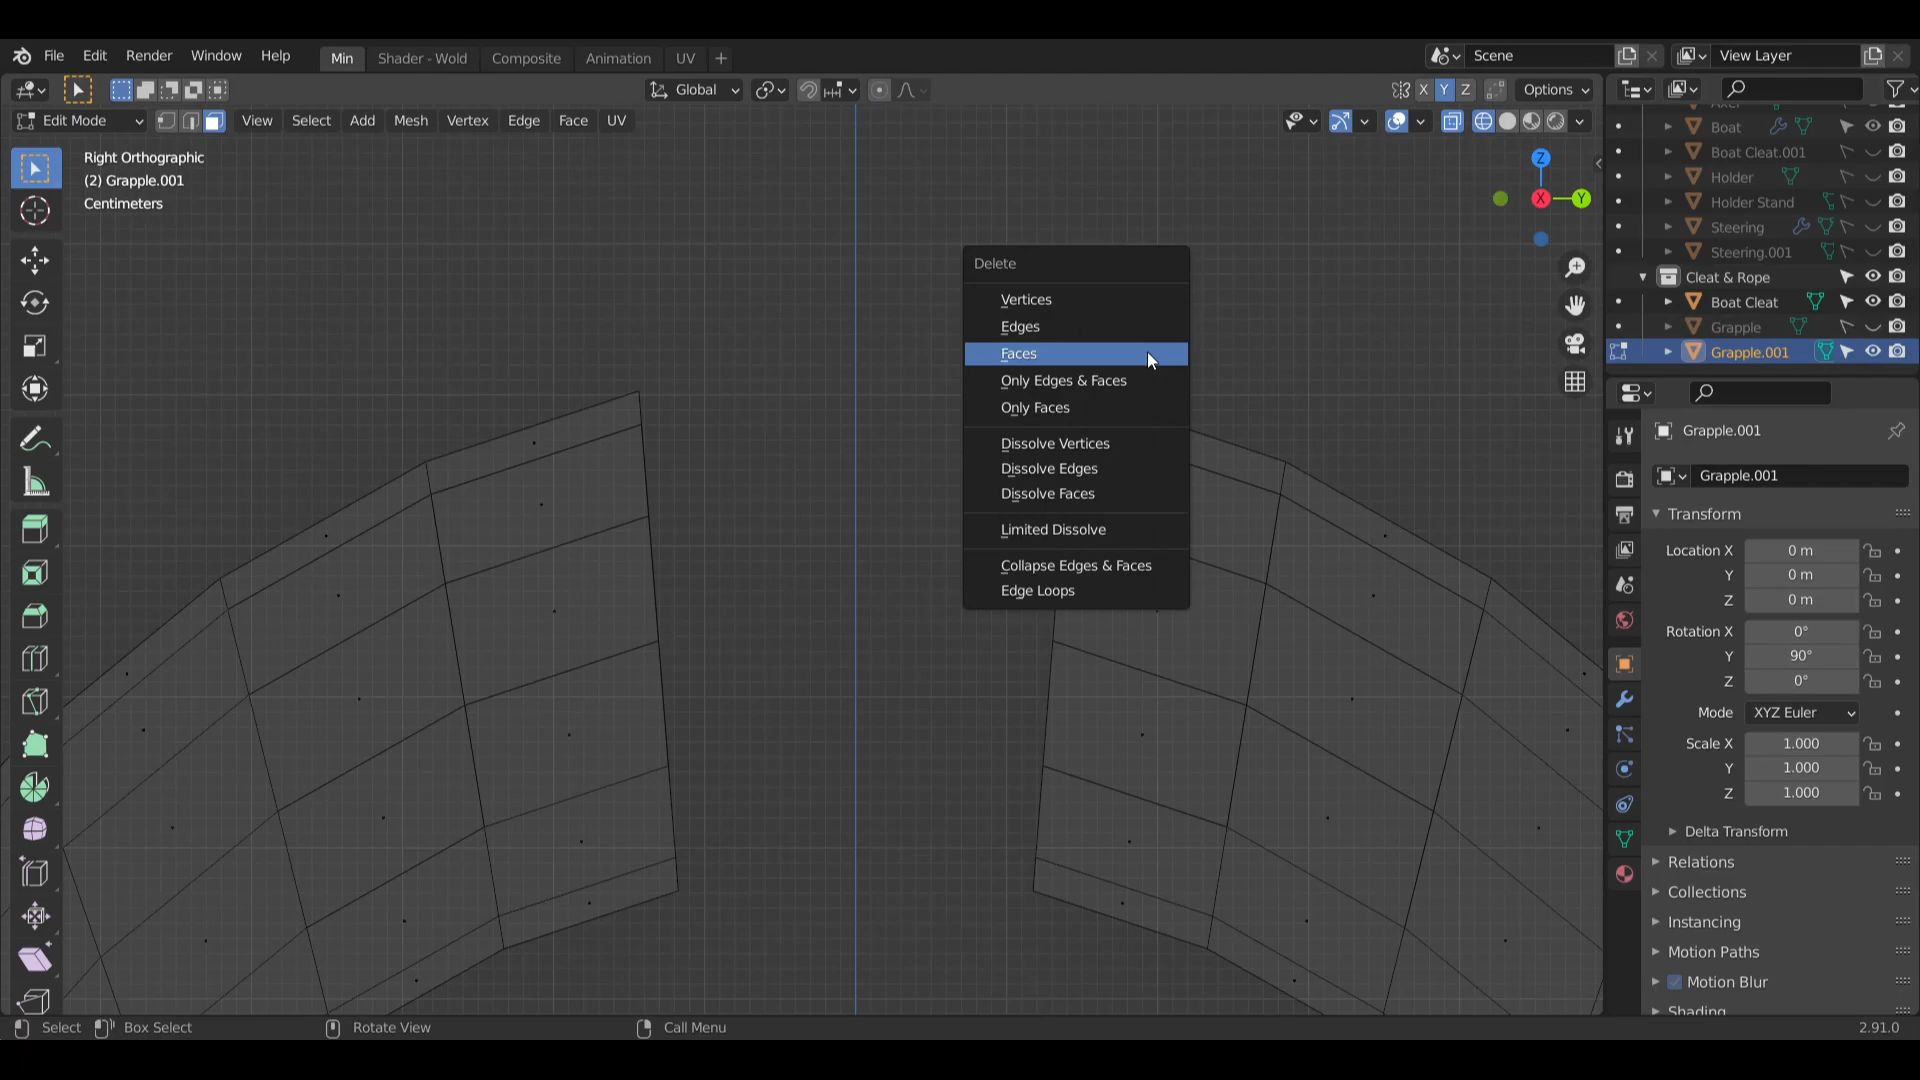 File Edit Render Window Help Min Shader - Wold Composite Animation UV + Scene View Layer
Global X Y Z Options
Edit Mode View Select Add Mesh Vertex Edge Face UV
Right Orthographic
(2) Grapple.001
Centimeters
Z
X
Y
Delete
Vertices
Edges
Faces
Only Edges & Faces
Only Faces
Dissolve Vertices
Dissolve Edges
Dissolve Faces
Limited Dissolve
Collapse Edges & Faces
Edge Loops
Boat
Boat Cleat.001
Holder
Holder Stand
Steering
Steering.001
Cleat & Rope
Boat Cleat
Grapple
Grapple.001
Grapple.001
Grapple.001
Transform
Location X 0 m
Y 0 m
Z 0 m
Rotation X 0°
Y 90°
Z 0°
Mode XYZ Euler
Scale X 1.000
Y 1.000
Z 1.000
Delta Transform
Relations
Collections
Instancing
Motion Paths
Motion Blur
Shading
Select Box Select Rotate View Call Menu 2.91.0